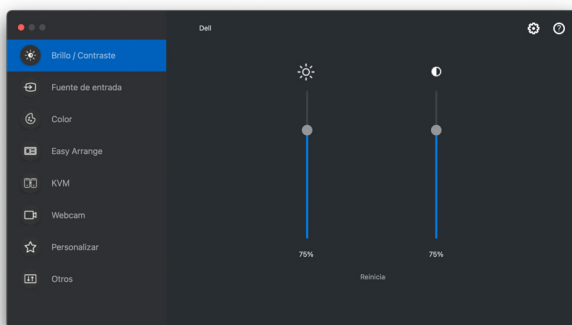 Dell
Brillo / Contraste
Fuente de entrada
Color
Easy Arrange
KVM
Webcam
Personalizar
Otros
75%
75%
Reinicia